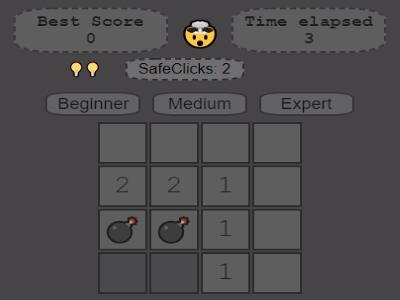 Best Score
0
Time elapsed
3
SafeClicks: 2
Beginner Medium Expert
2 2 1
1
1